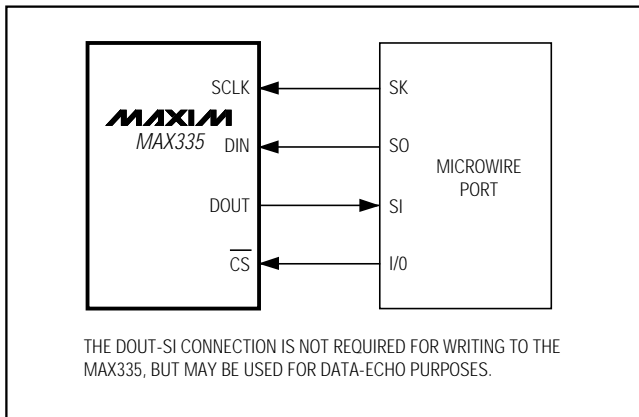 SCLK
SK
MAXIM
MAX335
DIN
SO
MICROWIRE
PORT
DOUT
SI
CS
I/0
THE DOUT-SI CONNECTION IS NOT REQUIRED FOR WRITING TO THE
MAX335, BUT MAY BE USED FOR DATA-ECHO PURPOSES.